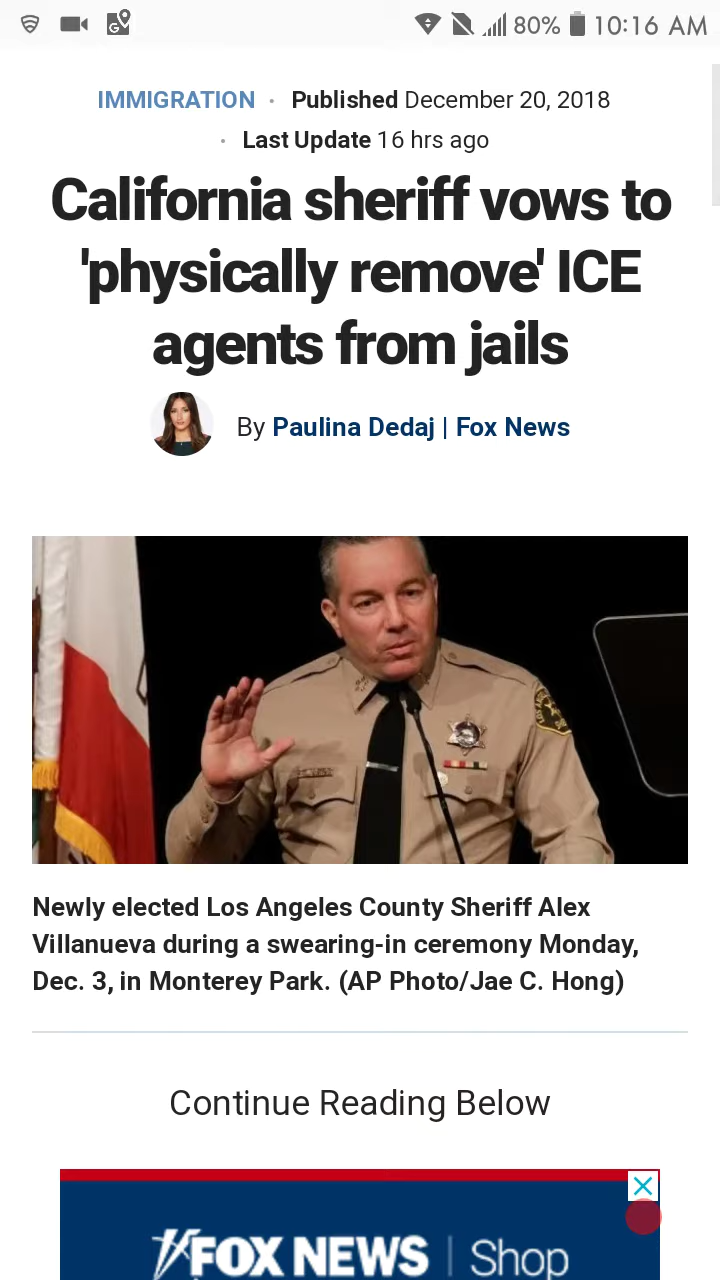 80% 10:16 AM
IMMIGRATION · Published December 20, 2018
· Last Update 16 hrs ago
California sheriff vows to
'physically remove' ICE
agents from jails
By Paulina Dedaj | Fox News
Newly elected Los Angeles County Sheriff Alex
Villanueva during a swearing-in ceremony Monday,
Dec. 3, in Monterey Park. (AP Photo/Jae C. Hong)
Continue Reading Below
FOX NEWS | Shop